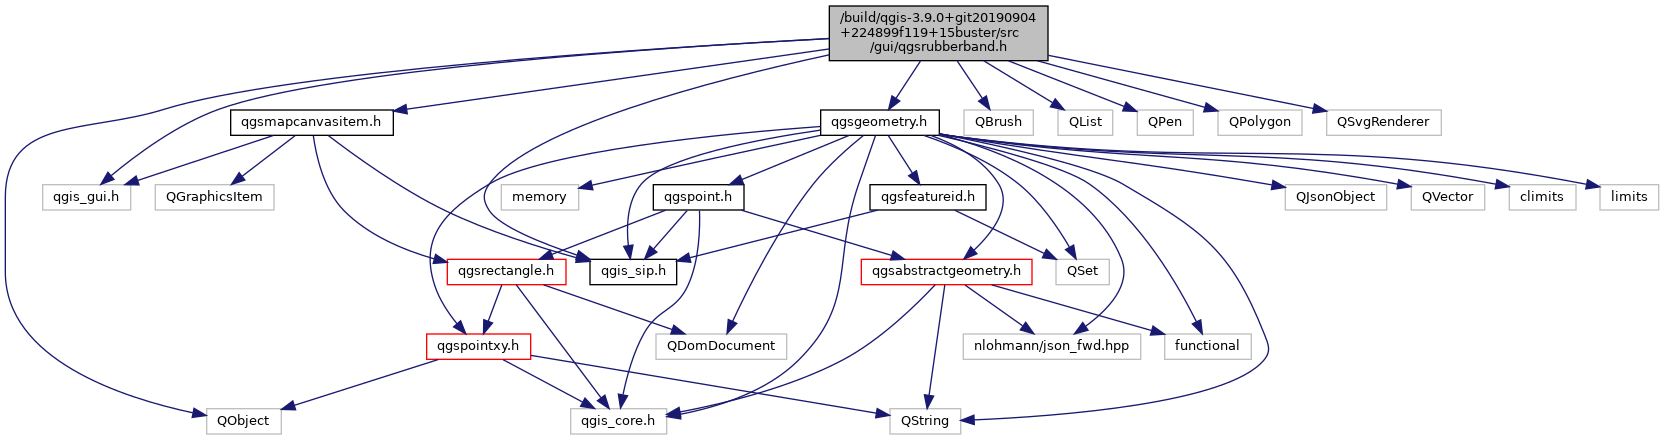 /build/qgis-3.9.0+git20190904
+224899f119+15buster/src
/gui/qgsrubberband.h
qgsmapcanvasitem.h
qgsgeometry.h
QBrush
QList
QPen
QPolygon
QSvgRenderer
qgis_gui.h
QGraphicsItem
memory
qgspoint.h
qgsfeatureid.h
QJsonObject
QVector
climits
limits
qgsrectangle.h
qgis_sip.h
qgsabstractgeometry.h
QSet
qgspointxy.h
QDomDocument
nlohmann/json_fwd.hpp
functional
QObject
qgis_core.h
QString